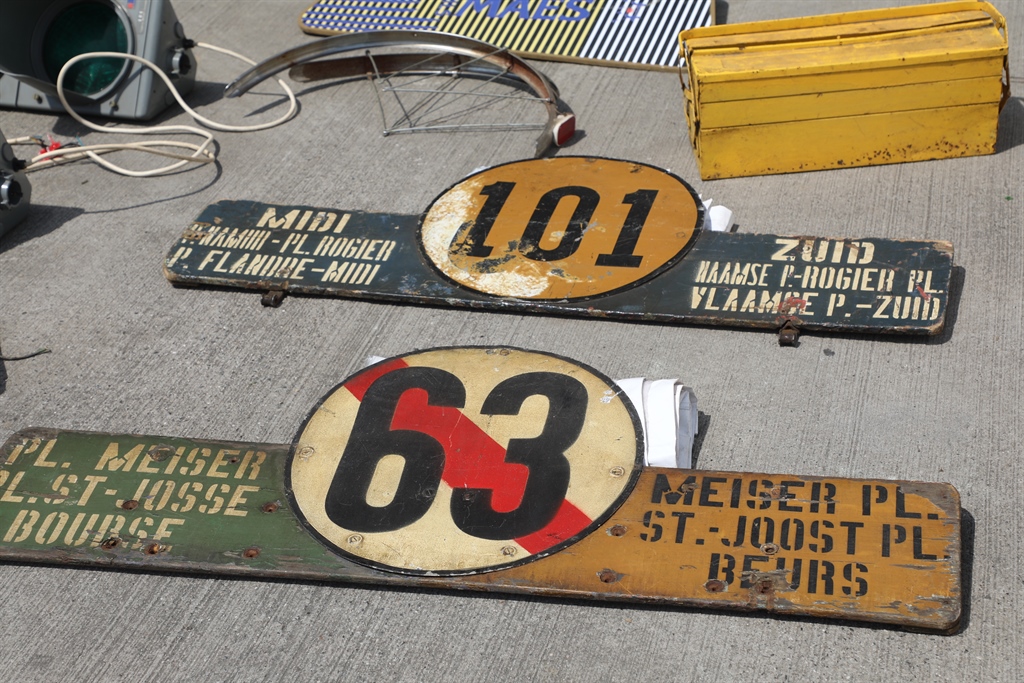 MAES
101
MIDI
P. NAMUR - PL. ROGIER
P. FLANDRE-MIDI
ZUID
NAAMSE P.-ROGIER PL.
VLAAMSE P.-ZUID
63
PL. MEISER
PL.ST-JOSSE
BOURSE
MEISER PL.
ST.-JOOST PL.
BEURS